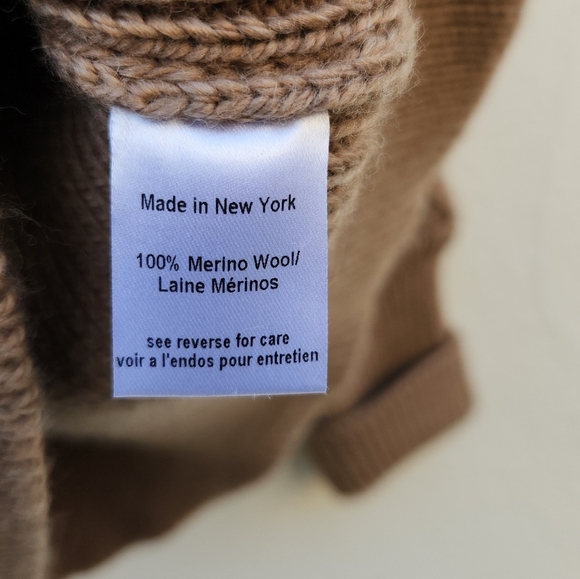 Made in New York
100% Merino Wool/
Laine Mérinos
see reverse for care
voir a l'endos pour entretien